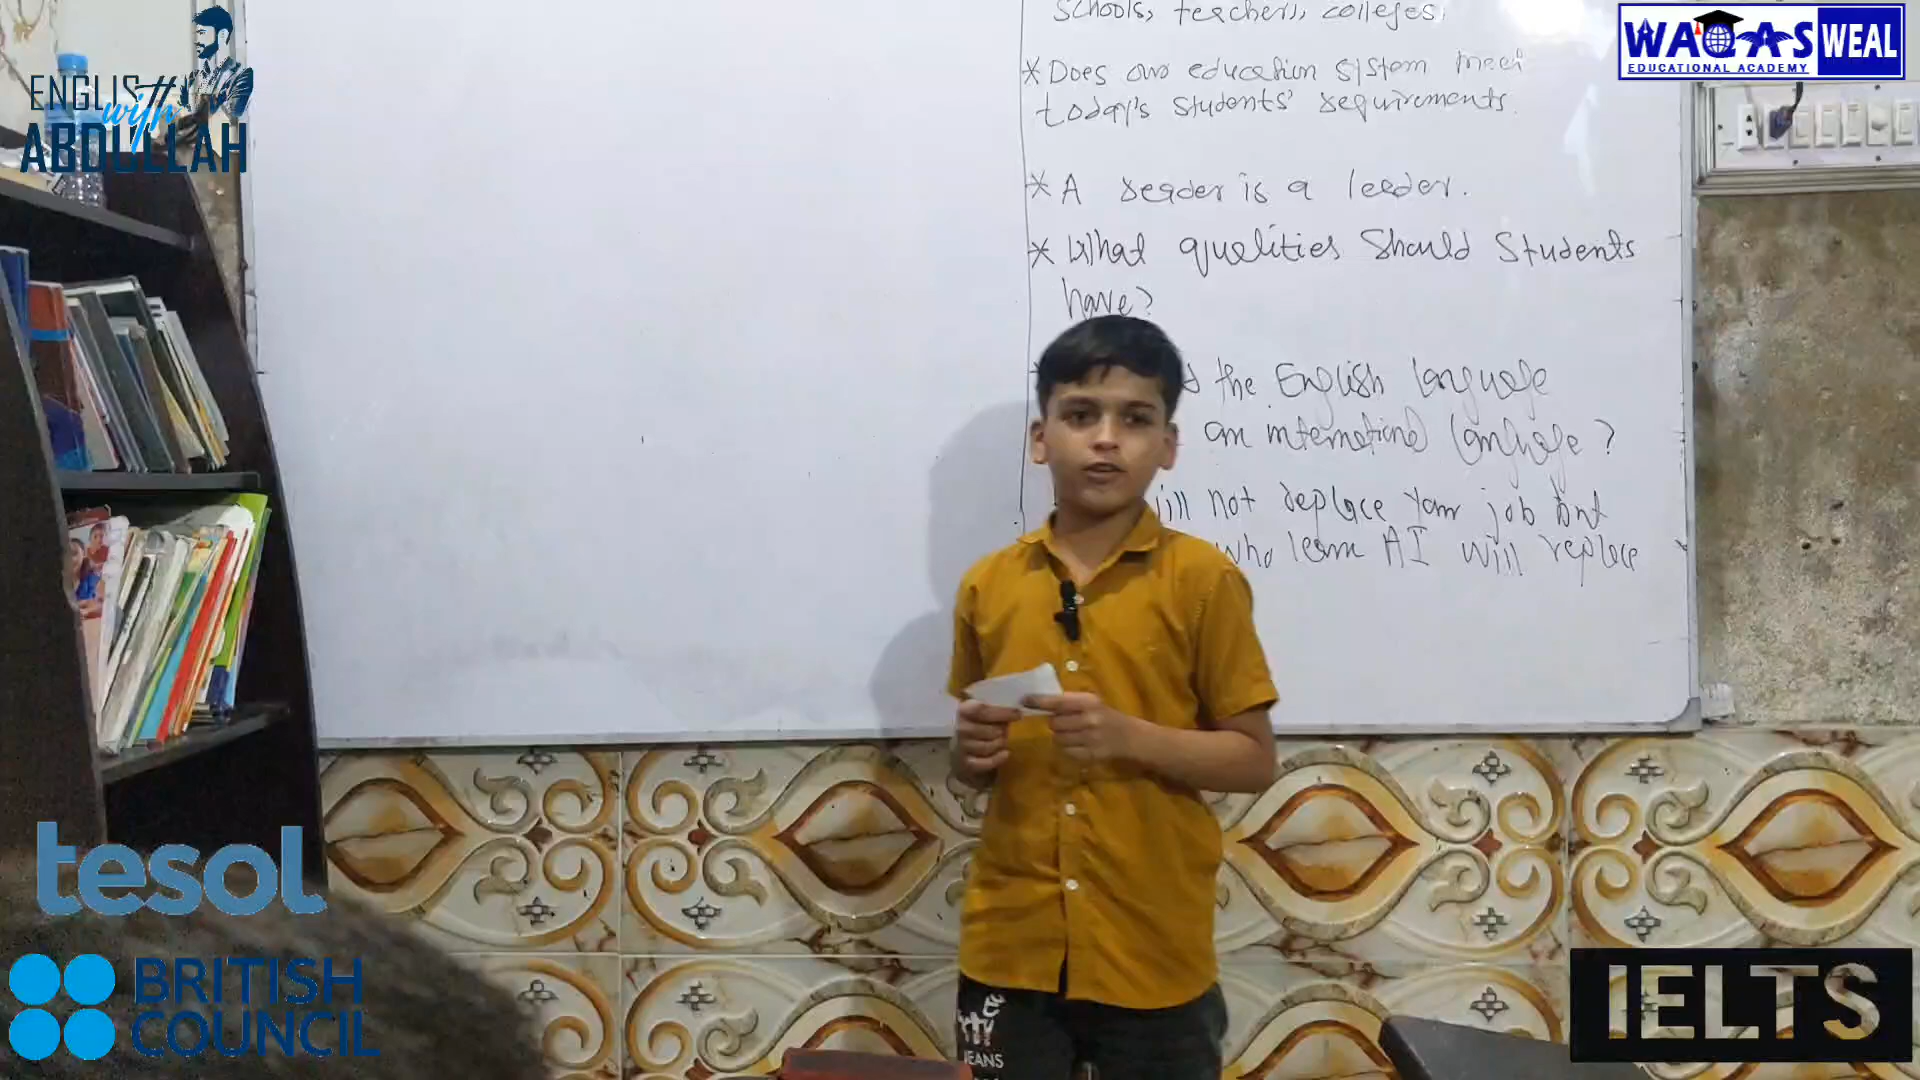 ENGLISH
with
ABDULLAH
WAQAS WEAL
EDUCATIONAL ACADEMY
schools, teachers, colleges.
* Does our education system meet
today's students' requirements.
* A reader is a leader.
* What qualities should students
have?
the English language
an international language?
ill not replace your job but
who learn AI will replace
JEANS
tesol
BRITISH
COUNCIL
IELTS